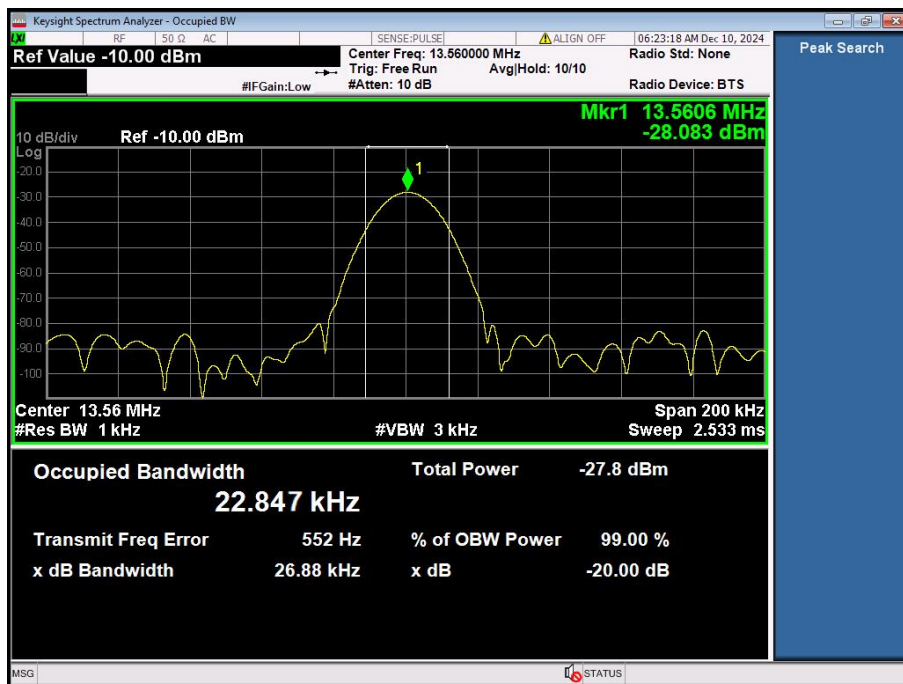 Keysight Spectrum Analyzer - Occupied BW
LXI RF 50 Ω AC SENSE:PULSE ALIGN OFF 06:23:18 AM Dec 10, 2024
Ref Value -10.00 dBm Center Freq: 13.560000 MHz Radio Std: None Peak Search
Trig: Free Run Avg|Hold: 10/10
#IFGain:Low #Atten: 10 dB Radio Device: BTS
Mkr1 13.5606 MHz
10 dB/div Ref -10.00 dBm -28.083 dBm
Log
-20.0
1
-30.0
-40.0
-50.0
-60.0
-70.0
-80.0
-90.0
-100
Center 13.56 MHz Span 200 kHz
#Res BW 1 kHz #VBW 3 kHz Sweep 2.533 ms
Occupied Bandwidth Total Power -27.8 dBm
22.847 kHz
Transmit Freq Error 552 Hz % of OBW Power 99.00 %
x dB Bandwidth 26.88 kHz x dB -20.00 dB
MSG STATUS